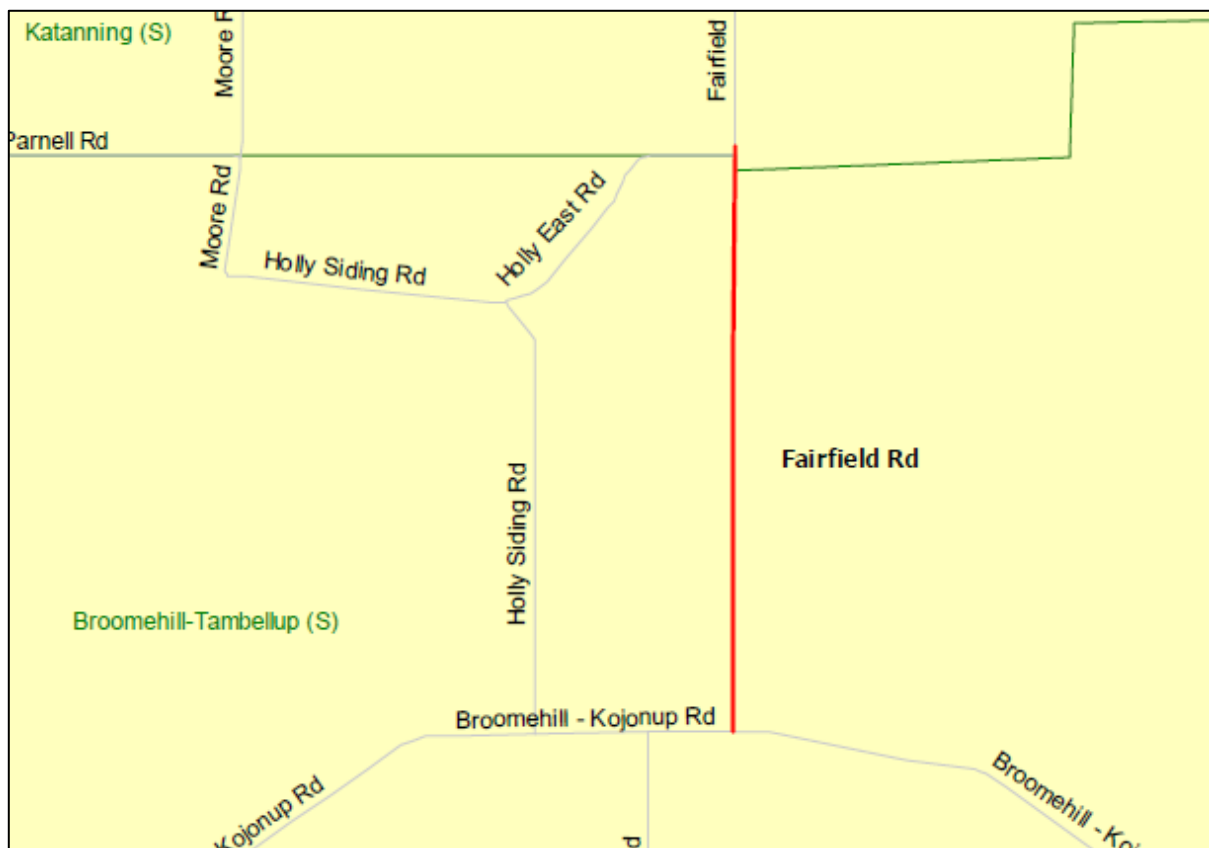 Katanning (S)
Moore R
Fairfield
Parnell Rd
Moore Rd
Holly East Rd
Holly Siding Rd
Fairfield Rd
Holly Siding Rd
Broomehill-Tambellup (S)
Broomehill - Kojonup Rd
Kojonup Rd
Broomehill - Koj
d